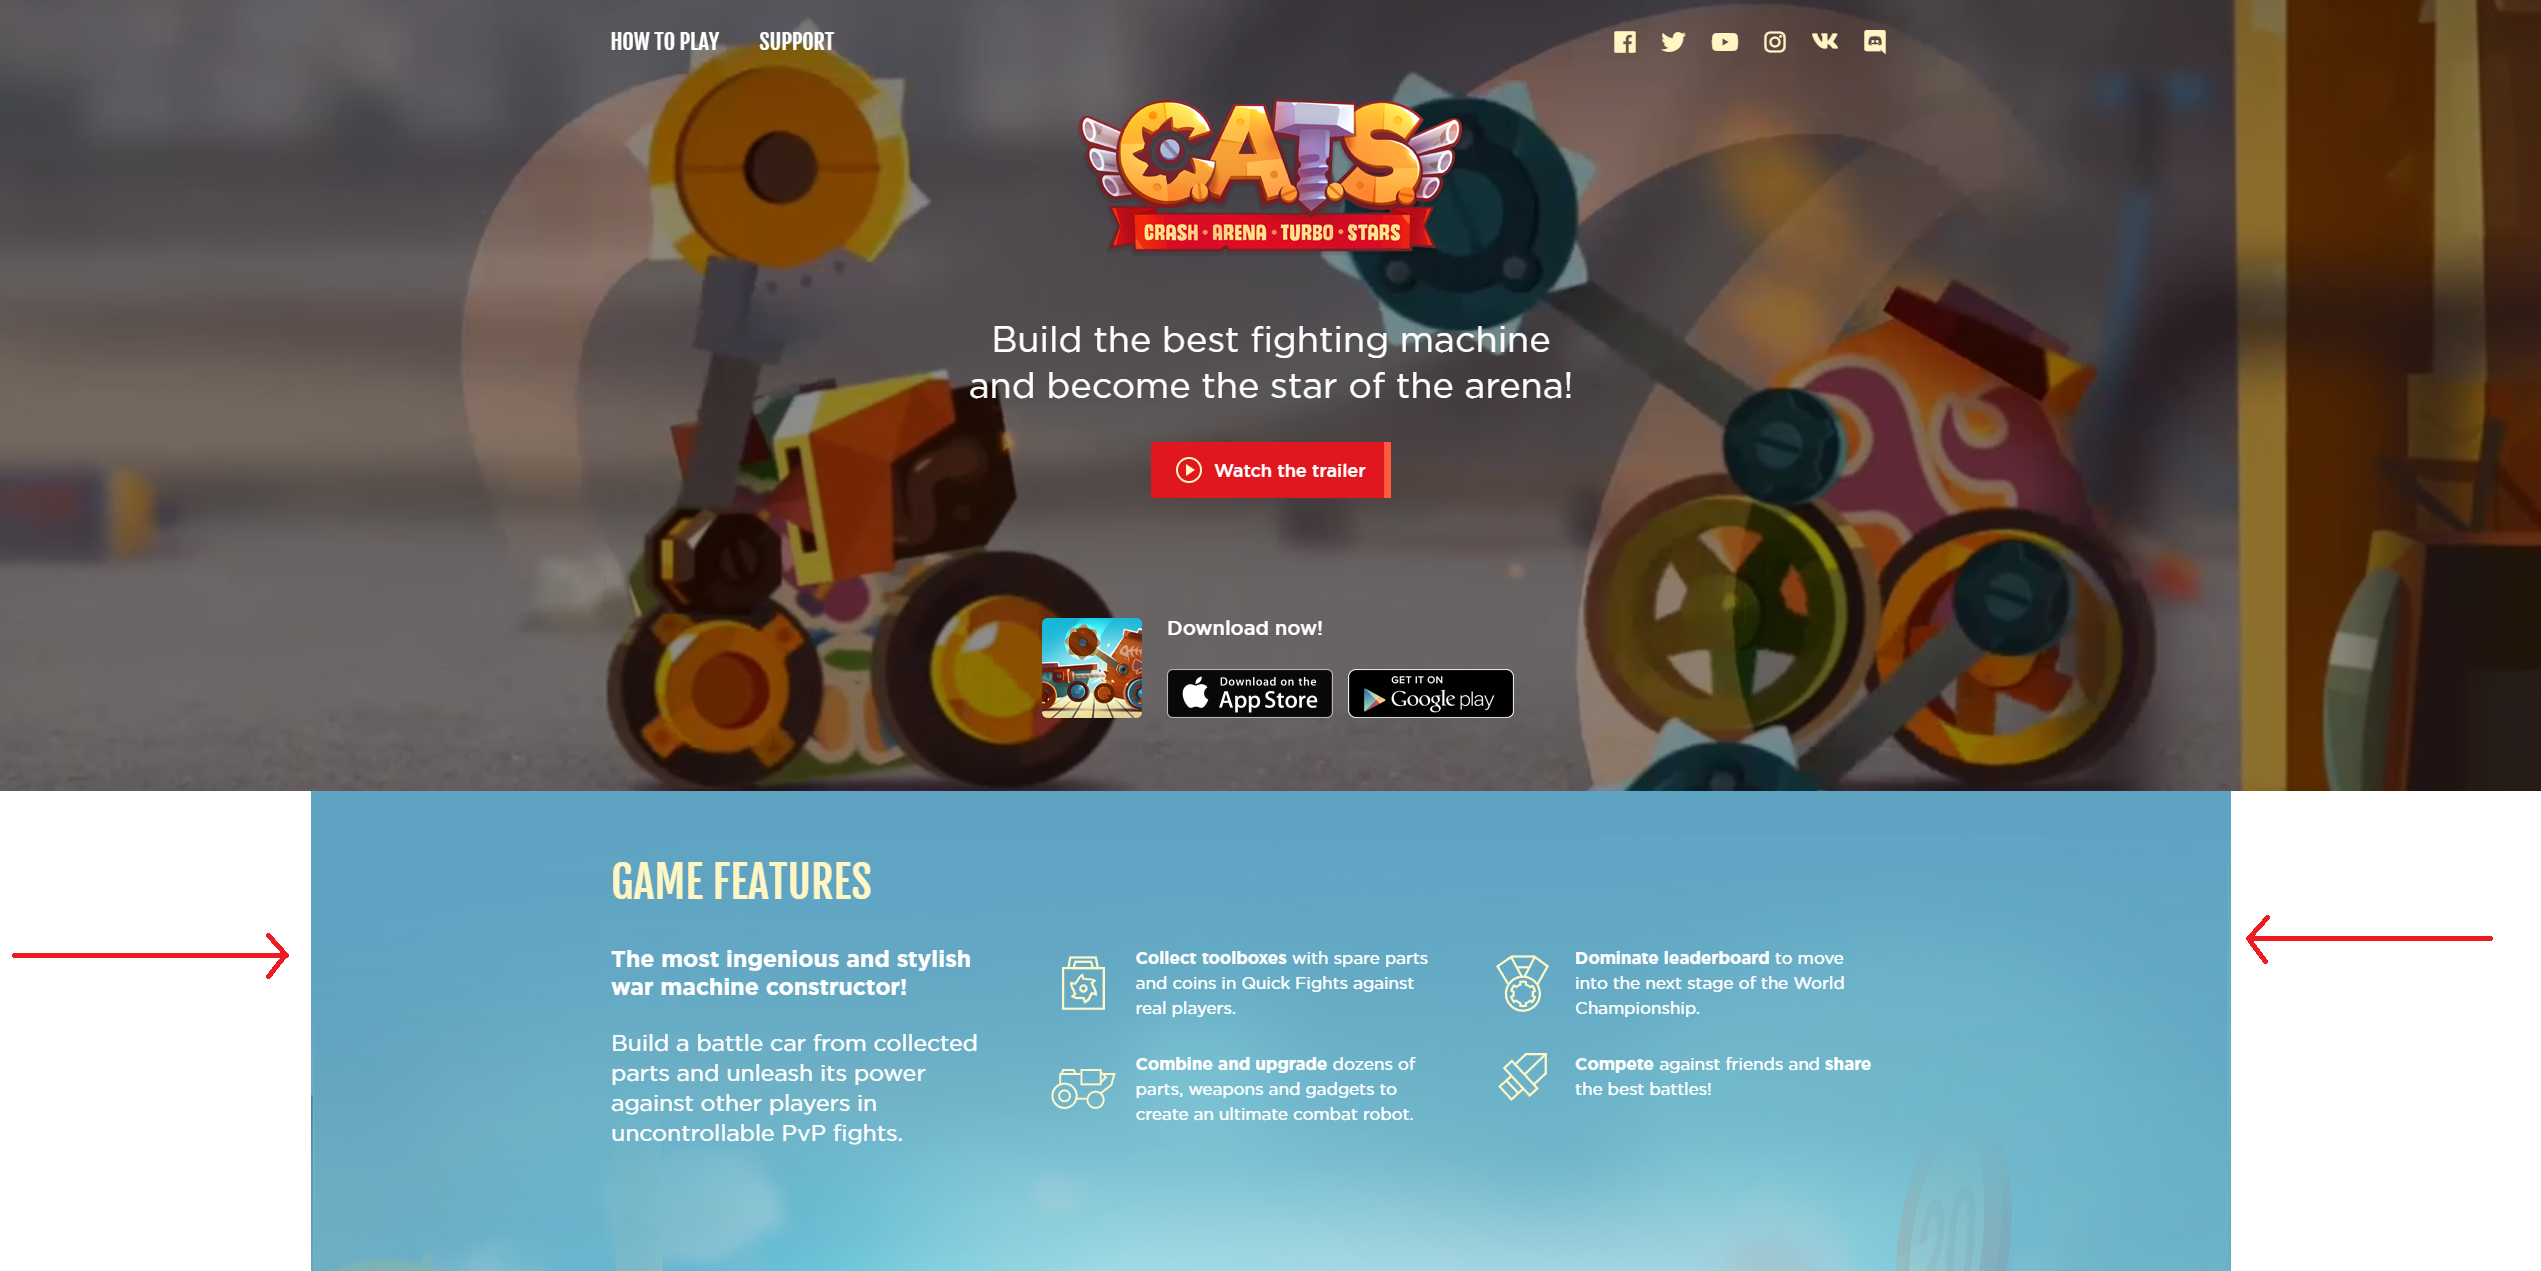 HOW TO PLAY SUPPORT
C.A.T.S.
CRASH · ARENA · TURBO · STARS
Build the best fighting machine
and become the star of the arena!
Watch the trailer
Download now!
Download on the
App Store
GET IT ON
Google play
GAME FEATURES
The most ingenious and stylish
war machine constructor!
Build a battle car from collected
parts and unleash its power
against other players in
uncontrollable PvP fights.
Collect toolboxes with spare parts
and coins in Quick Fights against
real players.
Combine and upgrade dozens of
parts, weapons and gadgets to
create an ultimate combat robot.
Dominate leaderboard to move
into the next stage of the World
Championship.
Compete against friends and share
the best battles!
20